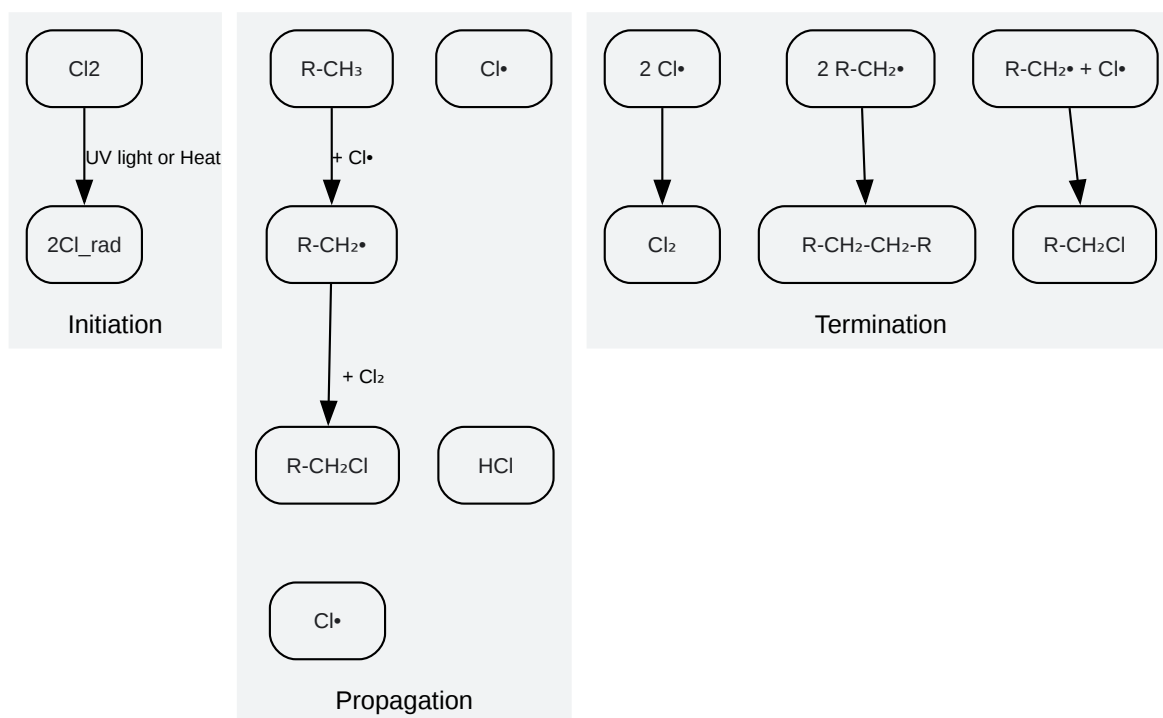 Cl2
UV light or Heat
2Cl_rad
Initiation
R-CH₃
Cl•
+ Cl•
R-CH₂•
+ Cl₂
R-CH₂Cl
HCl
Cl•
Propagation
2 Cl•
2 R-CH₂•
R-CH₂• + Cl•
Cl₂
R-CH₂-CH₂-R
R-CH₂Cl
Termination